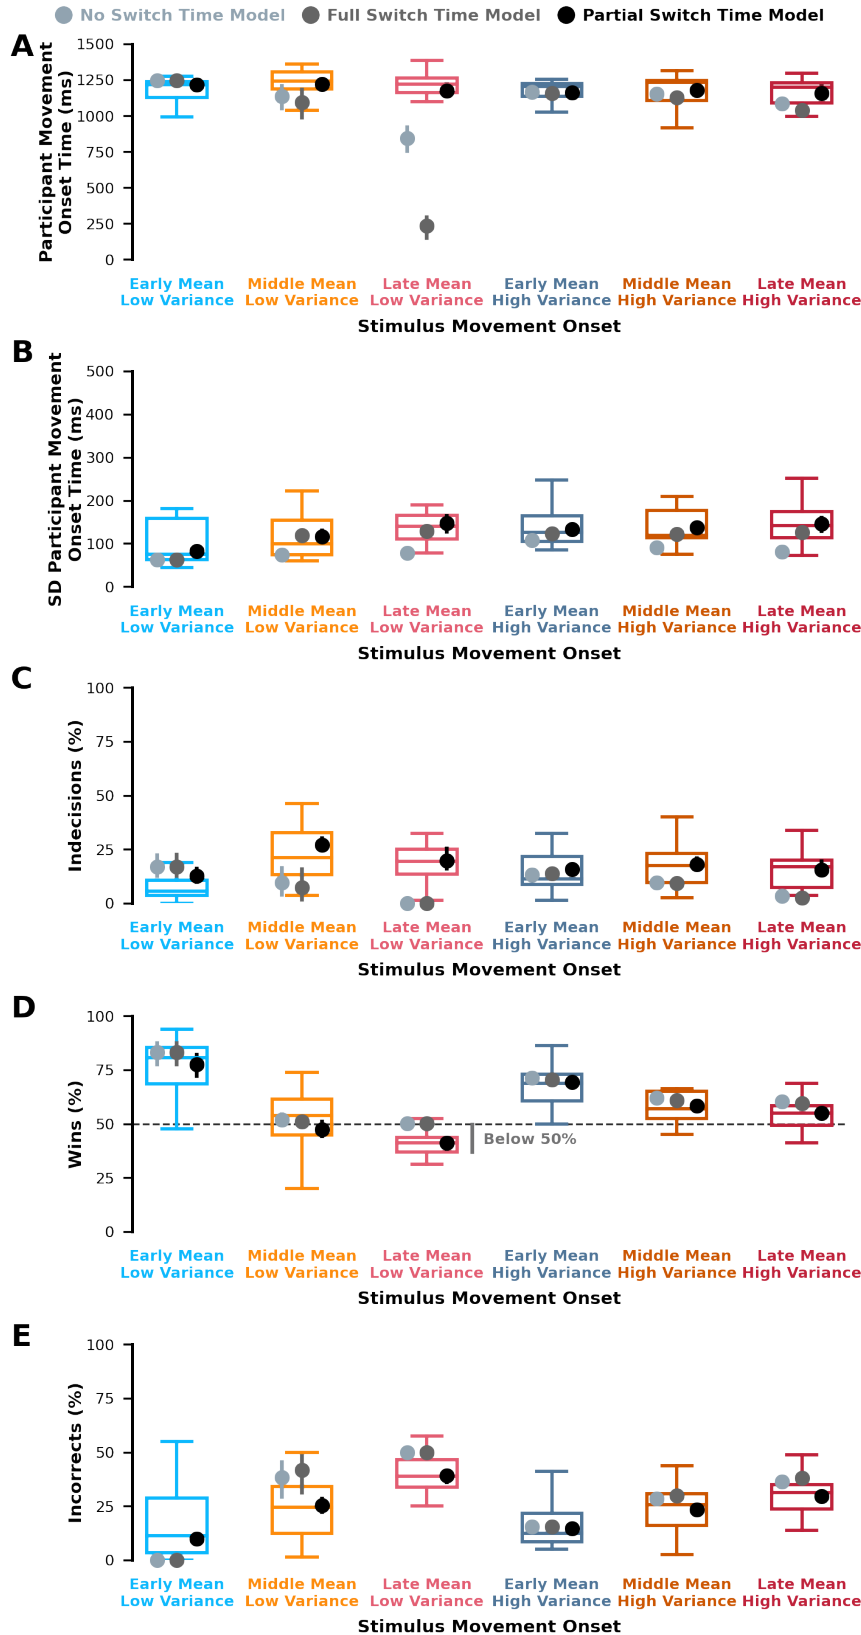 No Switch Time Model Full Switch Time Model Partial Switch Time Model
A
Participant Movement
Onset Time (ms)
1500
1250
1000
750
500
250
0
Early Mean Middle Mean Late Mean Early Mean Middle Mean Late Mean
Low Variance Low Variance Low Variance High Variance High Variance High Variance
Stimulus Movement Onset
B
SD Participant Movement
Onset Time (ms)
500
400
300
200
100
0
Early Mean Middle Mean Late Mean Early Mean Middle Mean Late Mean
Low Variance Low Variance Low Variance High Variance High Variance High Variance
Stimulus Movement Onset
C
Indecisions (%)
100
75
50
25
0
Early Mean Middle Mean Late Mean Early Mean Middle Mean Late Mean
Low Variance Low Variance Low Variance High Variance High Variance High Variance
Stimulus Movement Onset
D
Wins (%)
100
75
50
25
0
Below 50%
Early Mean Middle Mean Late Mean Early Mean Middle Mean Late Mean
Low Variance Low Variance Low Variance High Variance High Variance High Variance
Stimulus Movement Onset
E
Incorrects (%)
100
75
50
25
0
Early Mean Middle Mean Late Mean Early Mean Middle Mean Late Mean
Low Variance Low Variance Low Variance High Variance High Variance High Variance
Stimulus Movement Onset